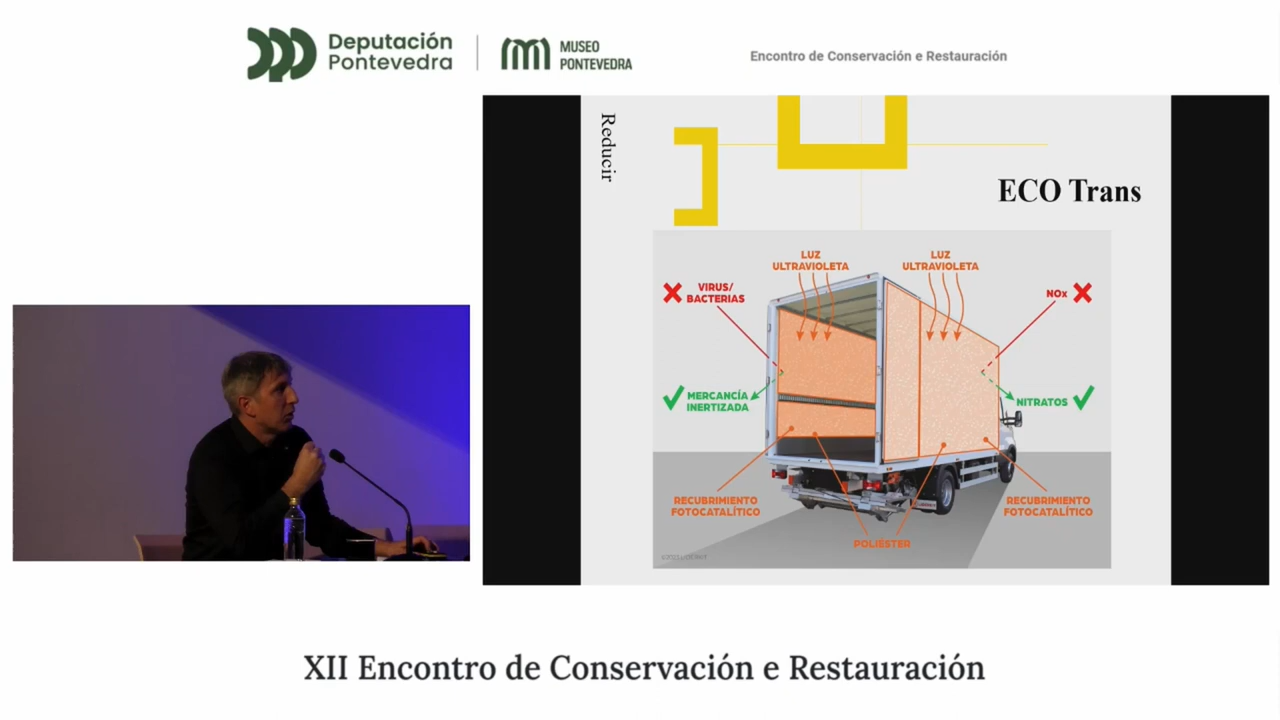 Deputación
Pontevedra
MUSEO
PONTEVEDRA
Encontro de Conservación e Restauración
Reducir
ECO Trans
LUZ
ULTRAVIOLETA
LUZ
ULTRAVIOLETA
VIRUS/
BACTERIAS
NOx
MERCANCÍA
INERTIZADA
NITRATOS
RECUBRIMIENTO
FOTOCATALÍTICO
RECUBRIMIENTO
FOTOCATALÍTICO
POLIÉSTER
XII Encontro de Conservación e Restauración